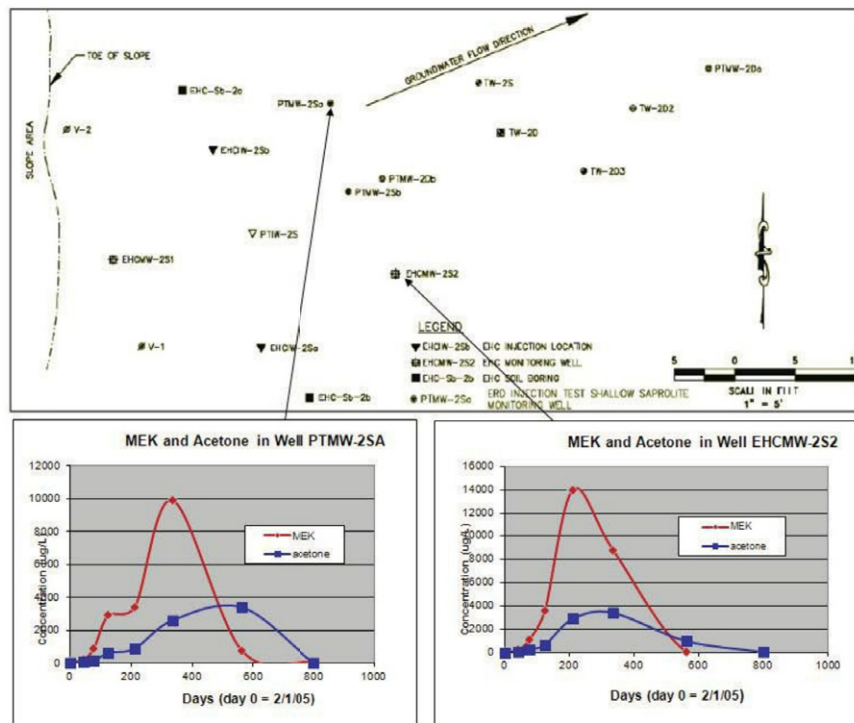 TOE OF SLOPE
GROUNDWATER FLOW DIRECTION
SLOPE AREA
EHC-Sb-2a
PTMW-2Sa
TW-2S
PTMW-2Da
TW-2D2
V-2
TW-2D
EHCIW-2Sb
TW-2D3
PTMW-2Db
PTMW-2Sb
PTIW-2S
EHCMW-2S1
EHCMW-2S2
V-1
EHCIW-2Sa
EHC-Sb-2b
LEGEND
EHCIW-2Sb EHC INJECTION LOCATION
EHCMW-2S2 EHC MONITORING WELL
EHC-Sb-2b EHC SOIL BORING
PTMW-2Sa ERD INJECTION TEST SHALLOW SAPROLITE
MONITORING WELL
5 0 5 1
SCALE IN FEET
1" = 5'
MEK and Acetone in Well PTMW-2SA
12000
10000
8000
6000
4000
2000
0
Concentration (ug/L)
MEK
acetone
0 200 400 600 800 1000
Days (day 0 = 2/1/05)
MEK and Acetone in Well EHCMW-2S2
16000
14000
12000
10000
8000
6000
4000
2000
0
Concentration (ug/L)
MEK
acetone
0 200 400 600 800 1000
Days (day 0 = 2/1/05)